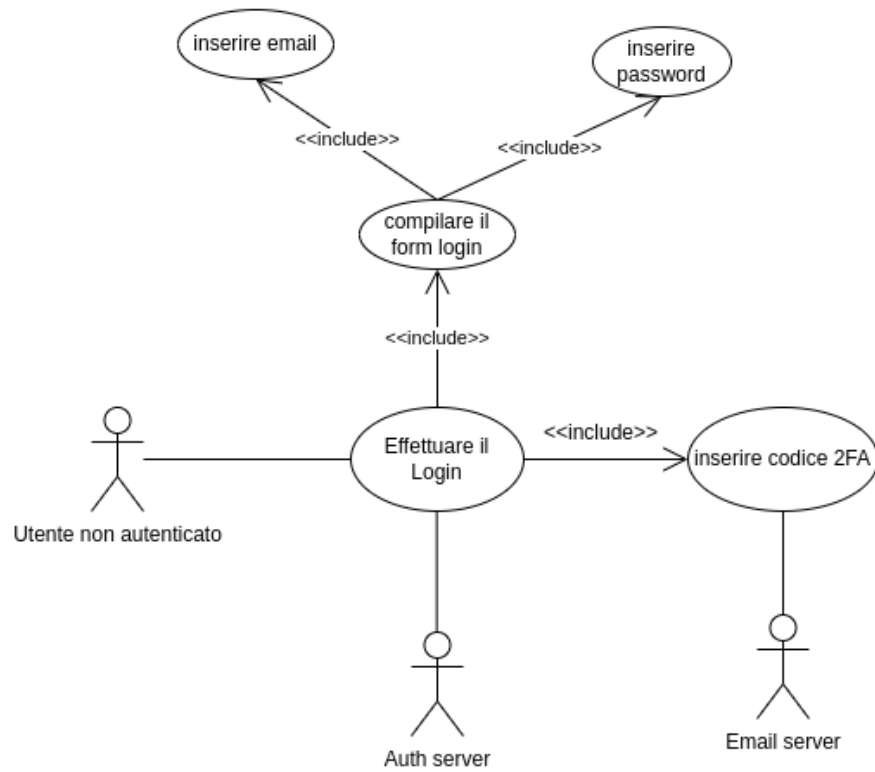 inserire email
inserire
password
<<include>>
<<include>>
compilare il
form login
<<include>>
Effettuare il
Login
<<include>>
inserire codice 2FA
Utente non autenticato
Auth server
Email server